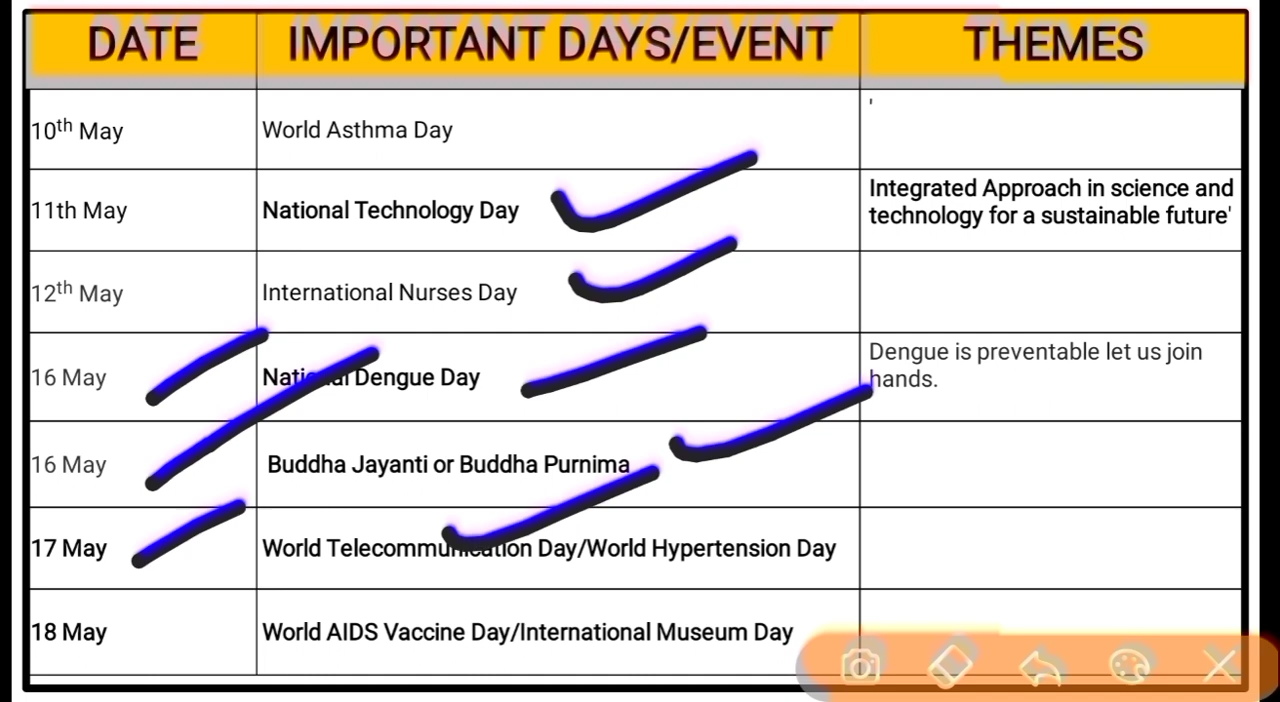 DATE IMPORTANT DAYS/EVENT THEMES
10th May World Asthma Day '
11th May National Technology Day Integrated Approach in science and
technology for a sustainable future'
12th May International Nurses Day
16 May National Dengue Day Dengue is preventable let us join
hands.
16 May Buddha Jayanti or Buddha Purnima
17 May World Telecommunication Day/World Hypertension Day
18 May World AIDS Vaccine Day/International Museum Day